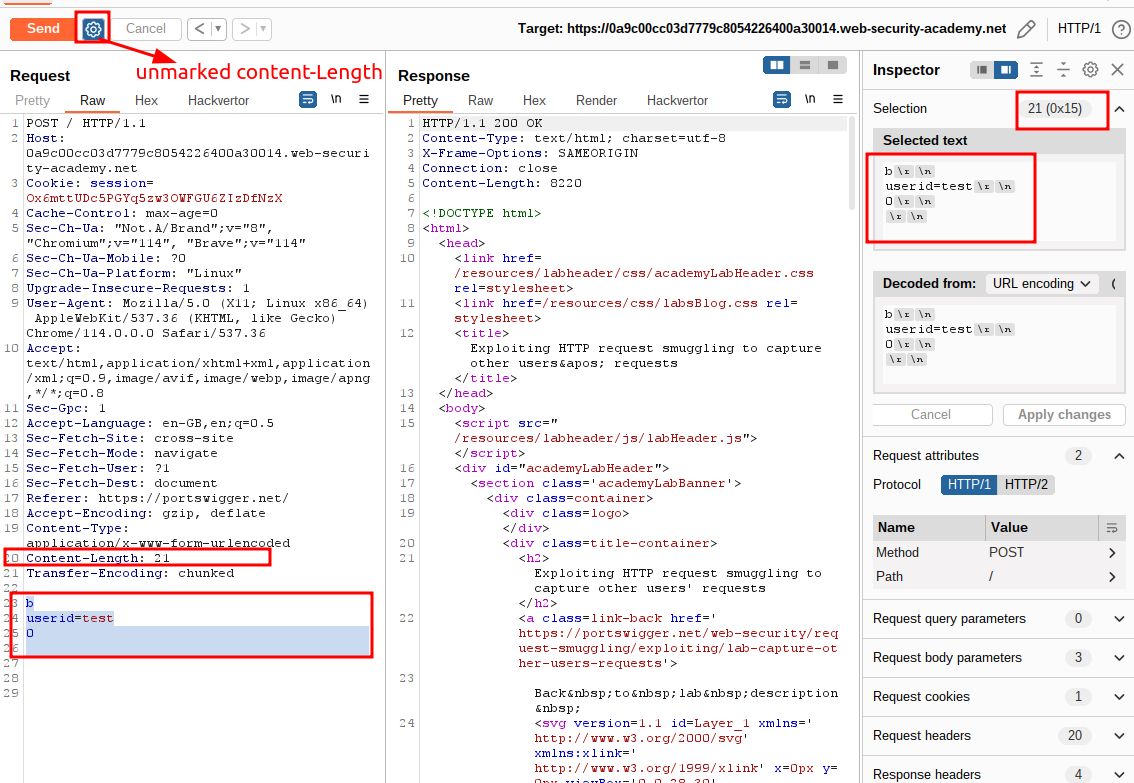 Send
Cancel
Target: https://0a9c00cc03d7779c8054226400a30014.web-security-academy.net
HTTP/1
unmarked content-Length
Request
Pretty Raw Hex Hackvertor
\n
1 POST / HTTP/1.1
2 Host:
0a9c00cc03d7779c8054226400a30014.web-securi
ty-academy.net
3 Cookie: session=
Ox6mttUDc5PGYq5zw3OWFGU6ZIzDfNzX
4 Cache-Control: max-age=0
5 Sec-Ch-Ua: "Not.A/Brand";v="8",
"Chromium";v="114", "Brave";v="114"
6 Sec-Ch-Ua-Mobile: ?0
7 Sec-Ch-Ua-Platform: "Linux"
8 Upgrade-Insecure-Requests: 1
9 User-Agent: Mozilla/5.0 (X11; Linux x86_64)
AppleWebKit/537.36 (KHTML, like Gecko)
Chrome/114.0.0.0 Safari/537.36
10 Accept:
text/html,application/xhtml+xml,application
/xml;q=0.9,image/avif,image/webp,image/apng
,*/*;q=0.8
11 Sec-Gpc: 1
12 Accept-Language: en-GB,en;q=0.5
13 Sec-Fetch-Site: cross-site
14 Sec-Fetch-Mode: navigate
15 Sec-Fetch-User: ?1
16 Sec-Fetch-Dest: document
17 Referer: https://portswigger.net/
18 Accept-Encoding: gzip, deflate
19 Content-Type:
application/x-www-form-urlencoded
20 Content-Length: 21
21 Transfer-Encoding: chunked
22
23 b
24 userid=test
25 0
26
27
28
29
Response
Pretty Raw Hex Render Hackvertor
\n
1 HTTP/1.1 200 OK
2 Content-Type: text/html; charset=utf-8
3 X-Frame-Options: SAMEORIGIN
4 Connection: close
5 Content-Length: 8220
6
7 <!DOCTYPE html>
8 <html>
9 <head>
10 <link href=
/resources/labheader/css/academyLabHeader.css
rel=stylesheet>
11 <link href=/resources/css/labsBlog.css rel=
stylesheet>
12 <title>
Exploiting HTTP request smuggling to capture
other users&apos; requests
</title>
13 </head>
14 <body>
15 <script src="
/resources/labheader/js/labHeader.js">
</script>
16 <div id="academyLabHeader">
17 <section class='academyLabBanner'>
18 <div class=container>
19 <div class=logo>
</div>
20 <div class=title-container>
21 <h2>
Exploiting HTTP request smuggling to
capture other users' requests
</h2>
22 <a class=link-back href='
https://portswigger.net/web-security/req
uest-smuggling/exploiting/lab-capture-ot
her-users-requests'>
23
Back&nbsp;to&nbsp;lab&nbsp;description
&nbsp;
24 <svg version=1.1 id=Layer_1 xmlns='
http://www.w3.org/2000/svg'
xmlns:xlink='
http://www.w3.org/1999/xlink' x=0px y=
Inspector
Selection 21 (0x15)
Selected text
b \r \n
userid=test \r \n
0 \r \n
\r \n
Decoded from: URL encoding
b \r \n
userid=test \r \n
0 \r \n
\r \n
Cancel Apply changes
Request attributes 2
Protocol HTTP/1 HTTP/2
Name Value
Method POST
Path /
Request query parameters 0
Request body parameters 3
Request cookies 1
Request headers 20
Response headers 4